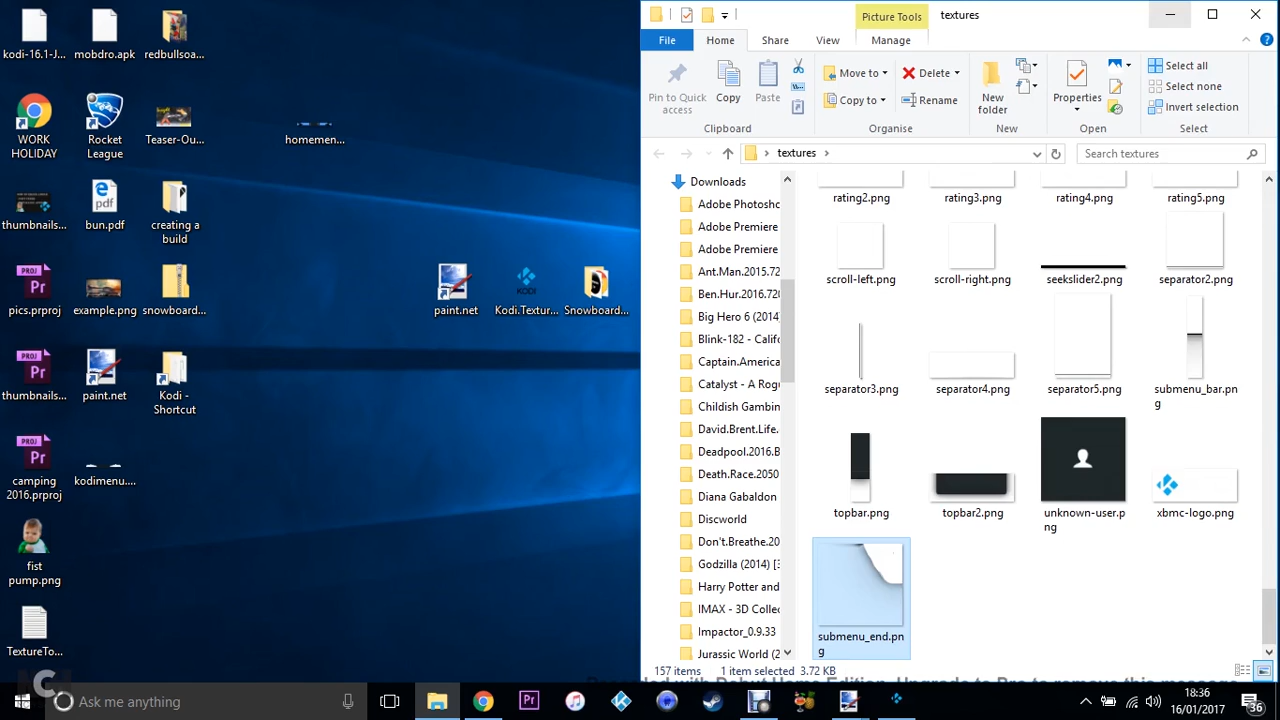 kodi-16.1-J...
mobdro.apk
redbullsoa...
WORK
HOLIDAY
Rocket
League
Teaser-Ou...
homemen...
thumbnails...
bun.pdf
creating a
build
pics.prproj
example.png
snowboard...
paint.net
Kodi.Textur...
Snowboard...
thumbnails...
paint.net
Kodi -
Shortcut
camping
2016.prproj
kodimenu....
fist
pump.png
TextureTo...
Picture Tools
textures
File
Home
Share
View
Manage
Pin to Quick
access
Copy
Paste
Move to
Copy to
Delete
Rename
New
folder
Properties
Select all
Select none
Invert selection
Clipboard
Organise
New
Open
Select
textures
Search textures
Downloads
Adobe Photoshc
Adobe Premiere
Adobe Premiere
Ant.Man.2015.72
Ben.Hur.2016.720
Big Hero 6 (2014)
Blink-182 - Califc
Captain.America
Catalyst - A Rogu
Childish Gambin
David.Brent.Life.
Deadpool.2016.B
Death.Race.2050
Diana Gabaldon
Discworld
Don't.Breathe.20
Godzilla (2014) [3
Harry Potter and
IMAX - 3D Collec
Impactor_0.9.33
Jurassic World (2
rating2.png
rating3.png
rating4.png
rating5.png
scroll-left.png
scroll-right.png
seekslider2.png
separator2.png
separator3.png
separator4.png
separator5.png
submenu_bar.pn
g
topbar.png
topbar2.png
unknown-user.p
ng
xbmc-logo.png
submenu_end.pn
g
157 items
1 item selected 3.72 KB
Ask me anything
18:36
16/01/2017
36